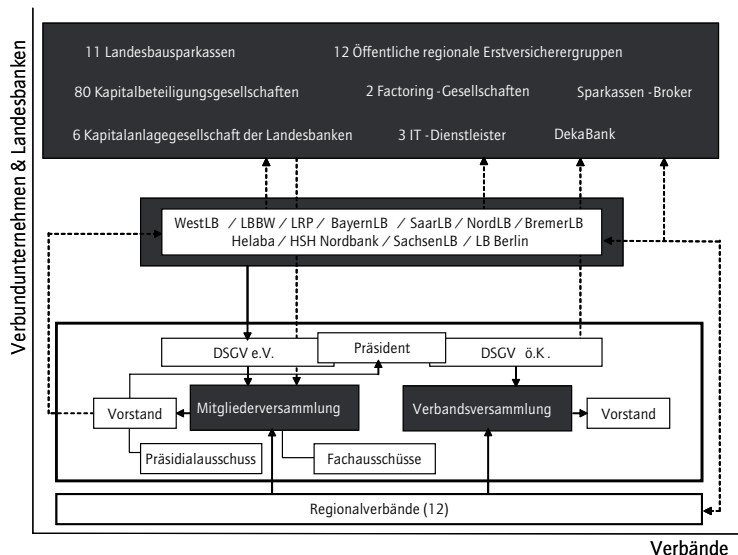 Verbundunternehmen & Landesbanken
11 Landesbausparkassen
12 Öffentliche regionale Erstversicherergruppen
80 Kapitalbeteiligungsgesellschaften
2 Factoring - Gesellschaften
Sparkassen - Broker
6 Kapitalanlagegesellschaft der Landesbanken
3 IT - Dienstleister
DekaBank
WestLB / LBBW / LRP / BayernLB / SaarLB / NordLB / BremerLB
Helaba / HSH Nordbank / SachsenLB / LB Berlin
DSGV e.V.
Präsident
DSGV ö.K.
Vorstand
Mitgliederversammlung
Verbandsversammlung
Vorstand
Präsidialausschuss
Fachausschüsse
Regionalverbände (12)
Verbände